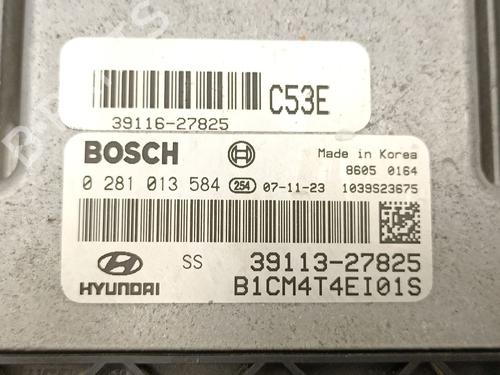 C53E
39116-27825
BOSCH
Made in Korea
8605 0164
0 281 013 584 254 07-11-23 1039S23675
SS 39113-27825
HYUNDAI B1CM4T4EI01S